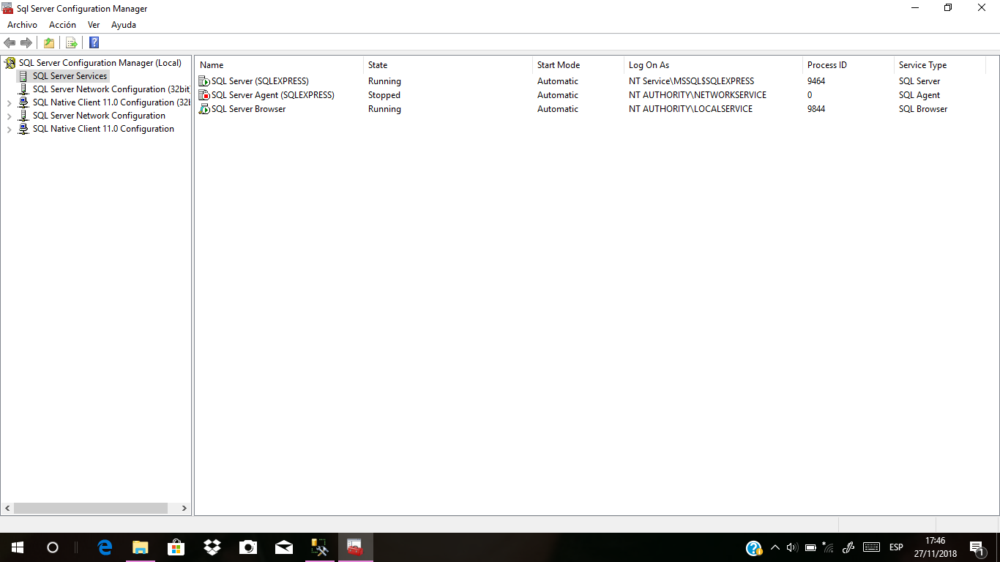 Sql Server Configuration Manager
Archivo Acción Ver Ayuda
SQL Server Configuration Manager (Local)
SQL Server Services
SQL Server Network Configuration (32bit
SQL Native Client 11.0 Configuration (32b
SQL Server Network Configuration
SQL Native Client 11.0 Configuration
Name State Start Mode Log On As Process ID Service Type
SQL Server (SQLEXPRESS) Running Automatic NT Service\MSSQL$SQLEXPRESS 9464 SQL Server
SQL Server Agent (SQLEXPRESS) Stopped Automatic NT AUTHORITY\NETWORKSERVICE 0 SQL Agent
SQL Server Browser Running Automatic NT AUTHORITY\LOCALSERVICE 9844 SQL Browser
ESP
17:46
27/11/2018
1